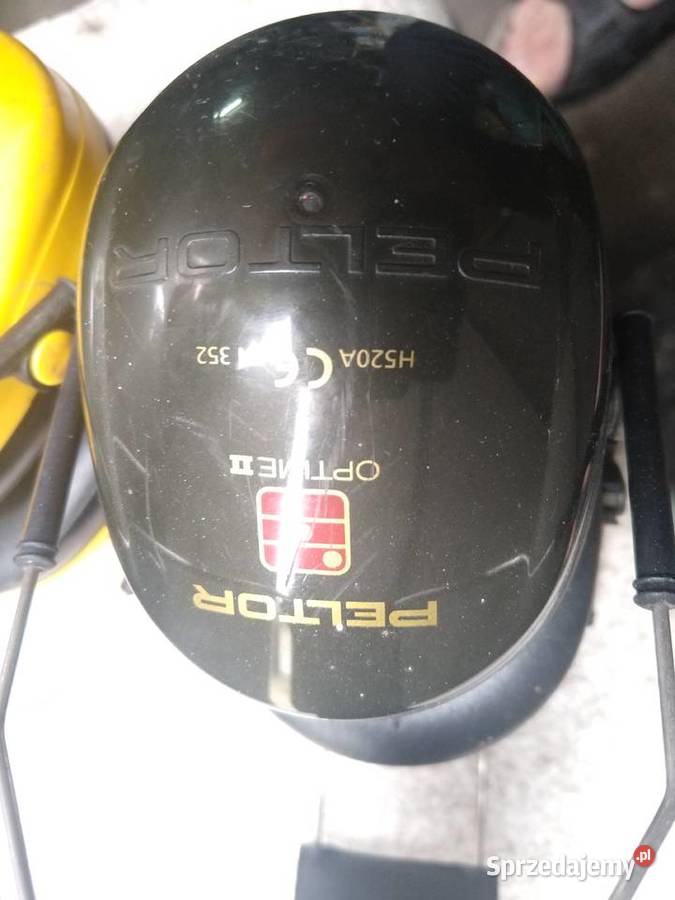 PELTOR
OPTIME II
H520A CE EN 352
PELTOR
Sprzedajemy.pl